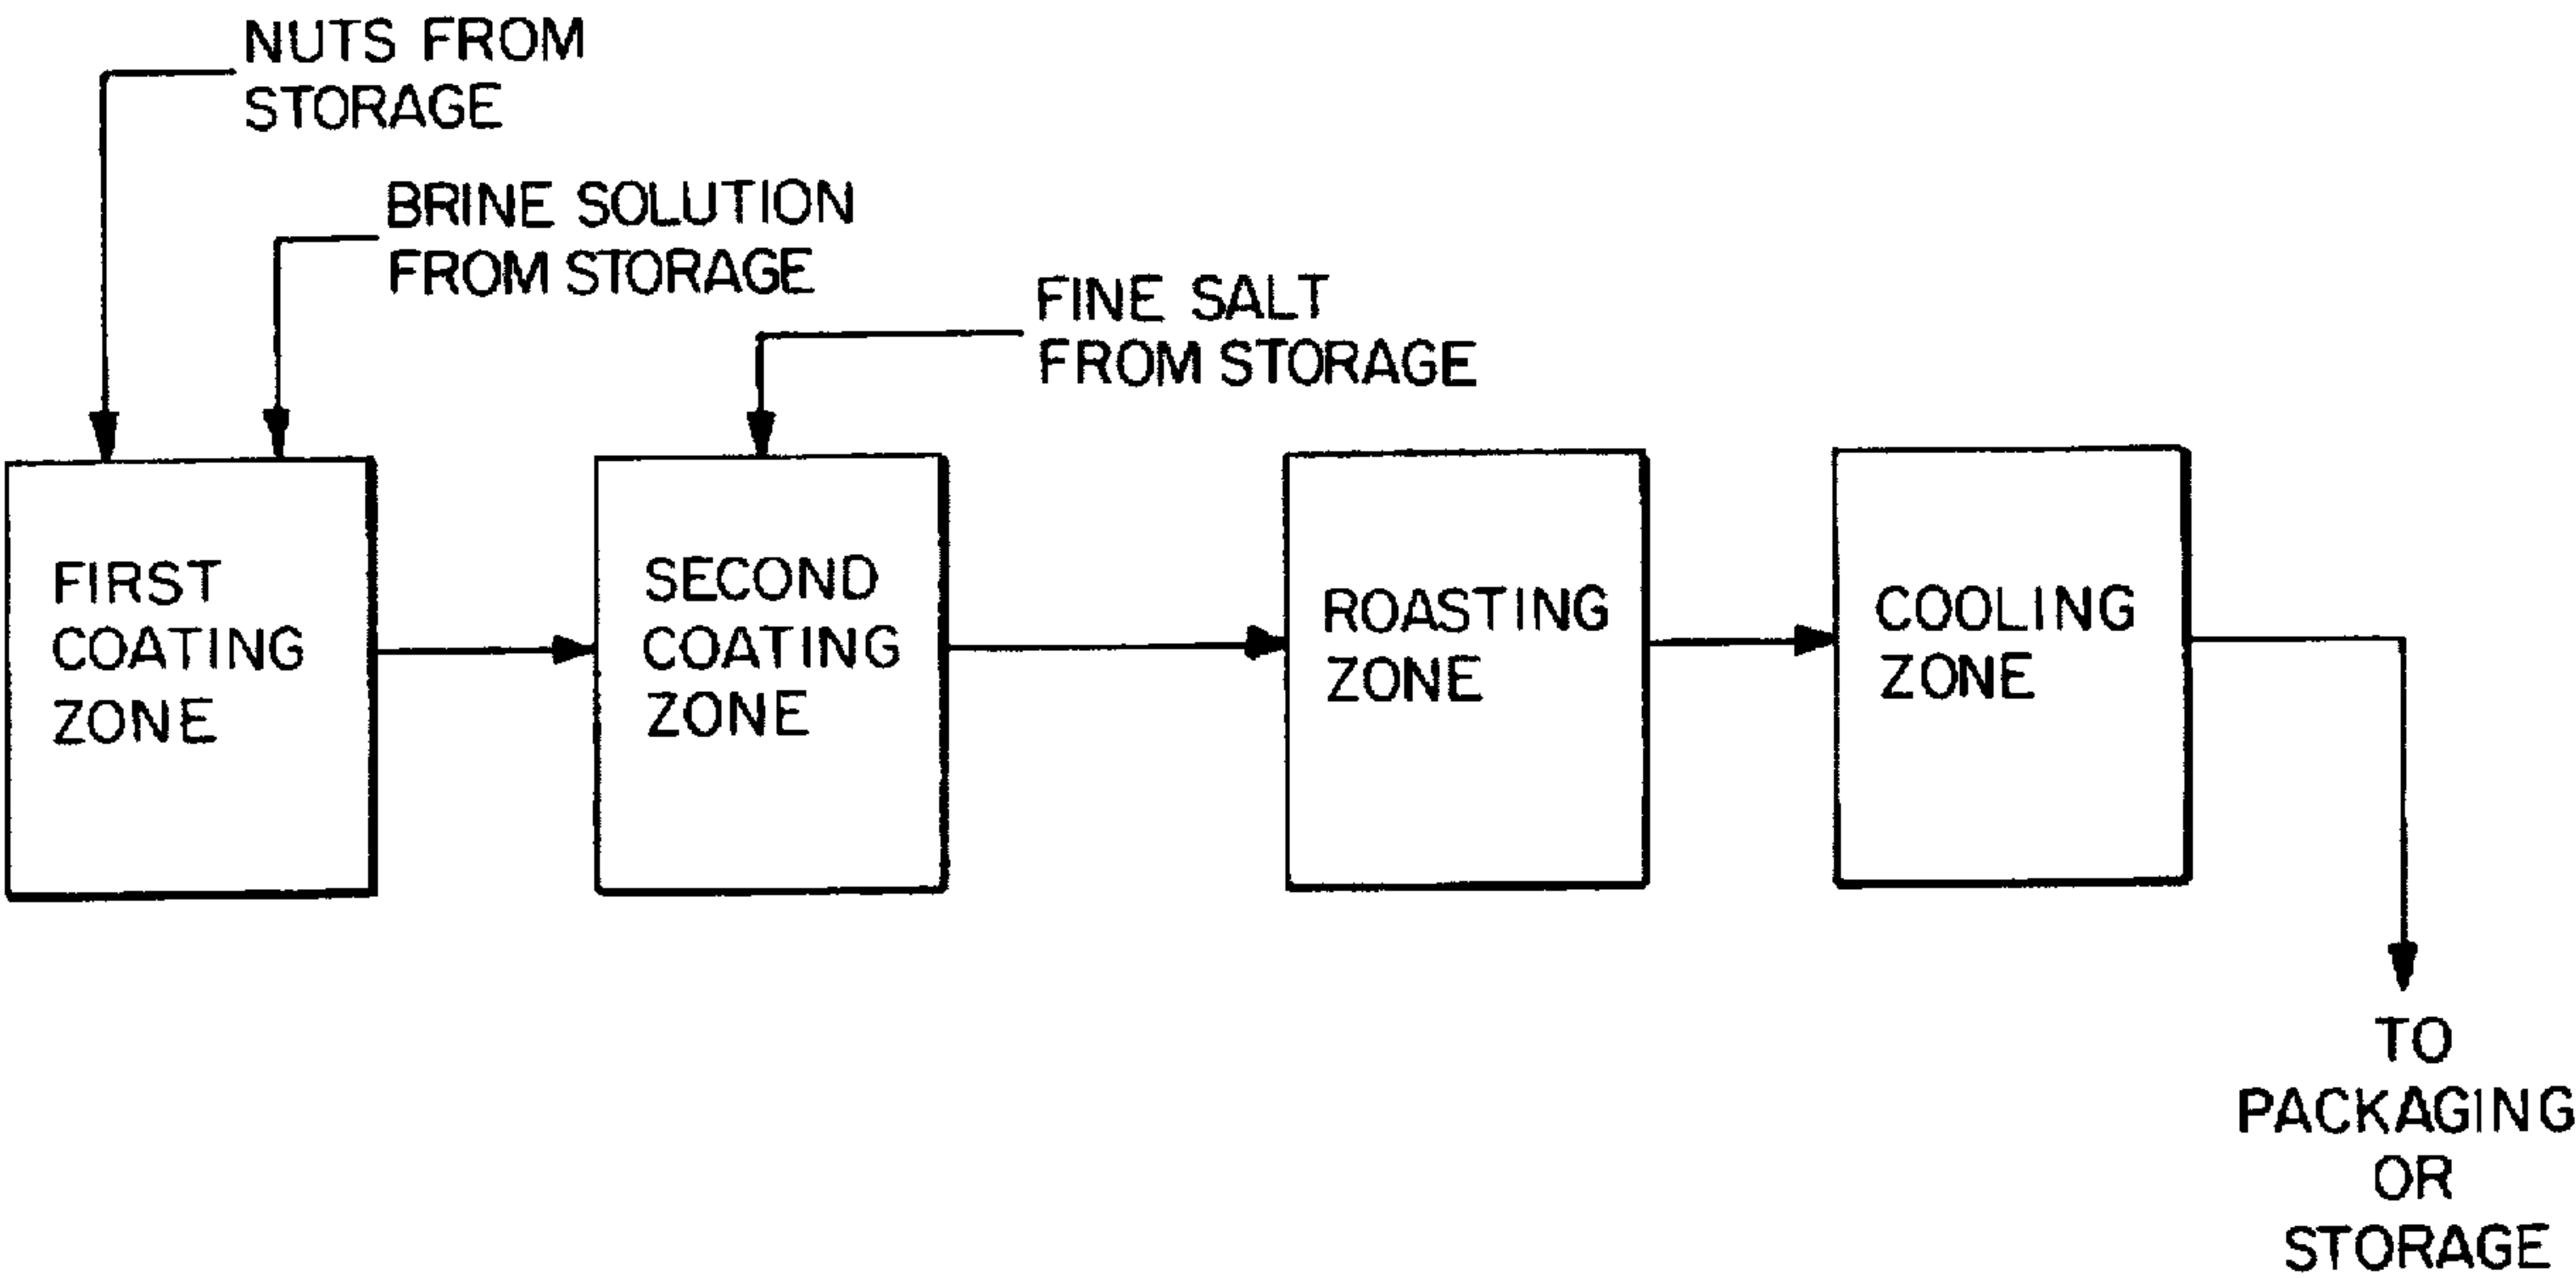 NUTS FROM
STORAGE
BRINE SOLUTION
FROM STORAGE
FINE SALT
FROM STORAGE
FIRST
COATING
ZONE
SECOND
COATING
ZONE
ROASTING
ZONE
COOLING
ZONE
TO
PACKAGING
OR
STORAGE